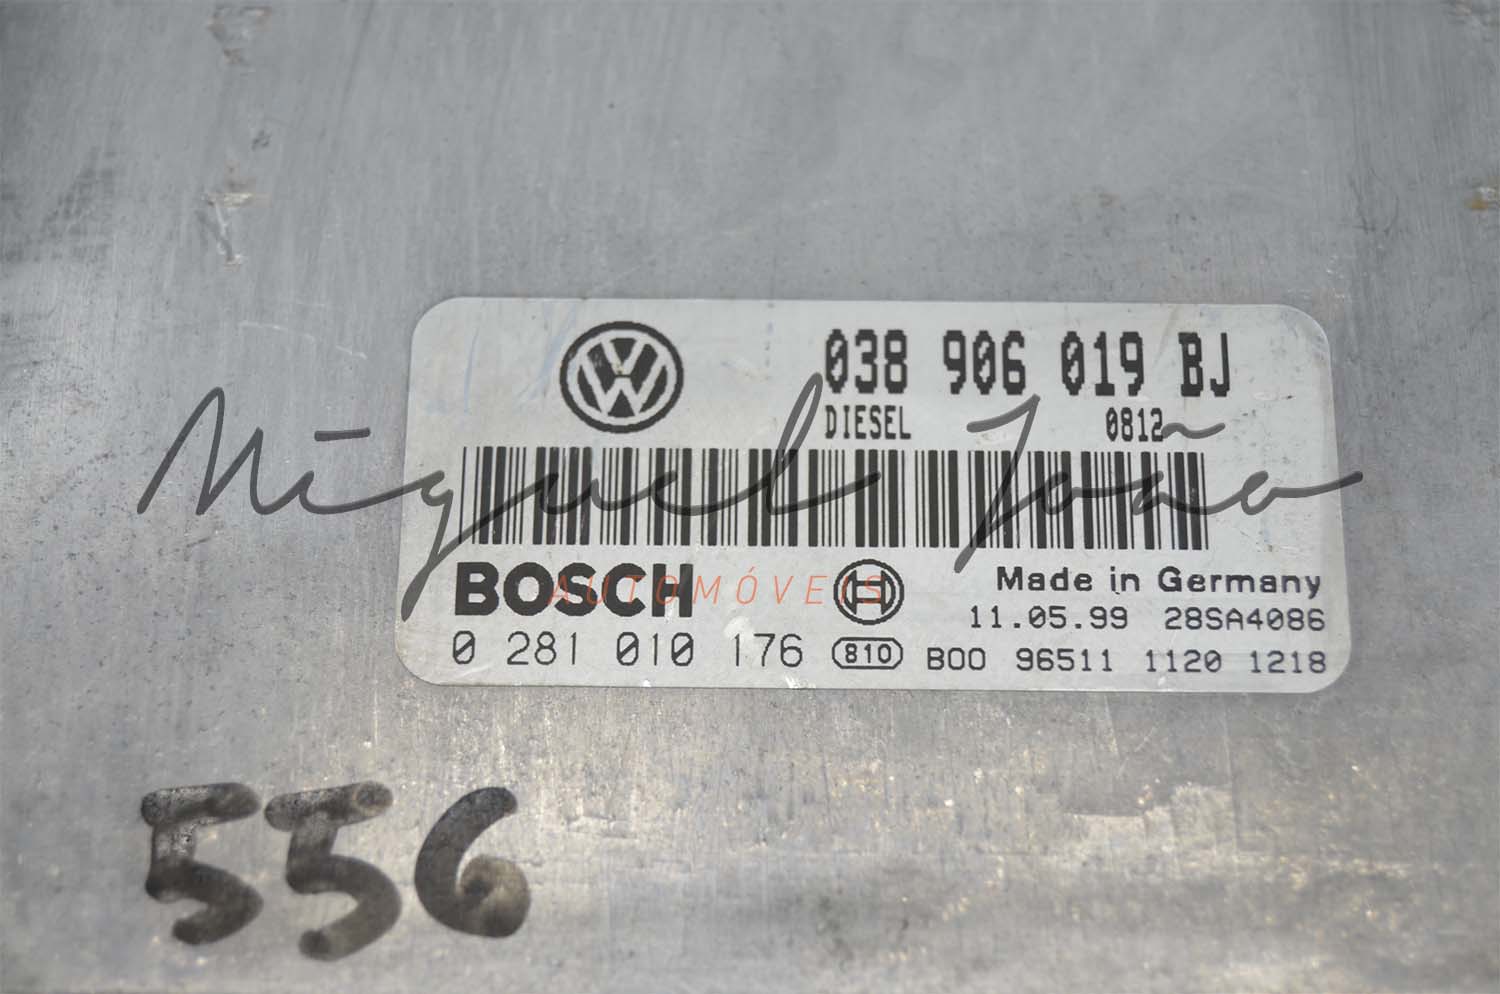 038 906 019 BJ
DIESEL 0812
Miguel João
BOSCH
AUTOMÓVEIS
Made in Germany
11.05.99 28SA4086
0 281 010 176 810 B00 96511 1120 1218
556